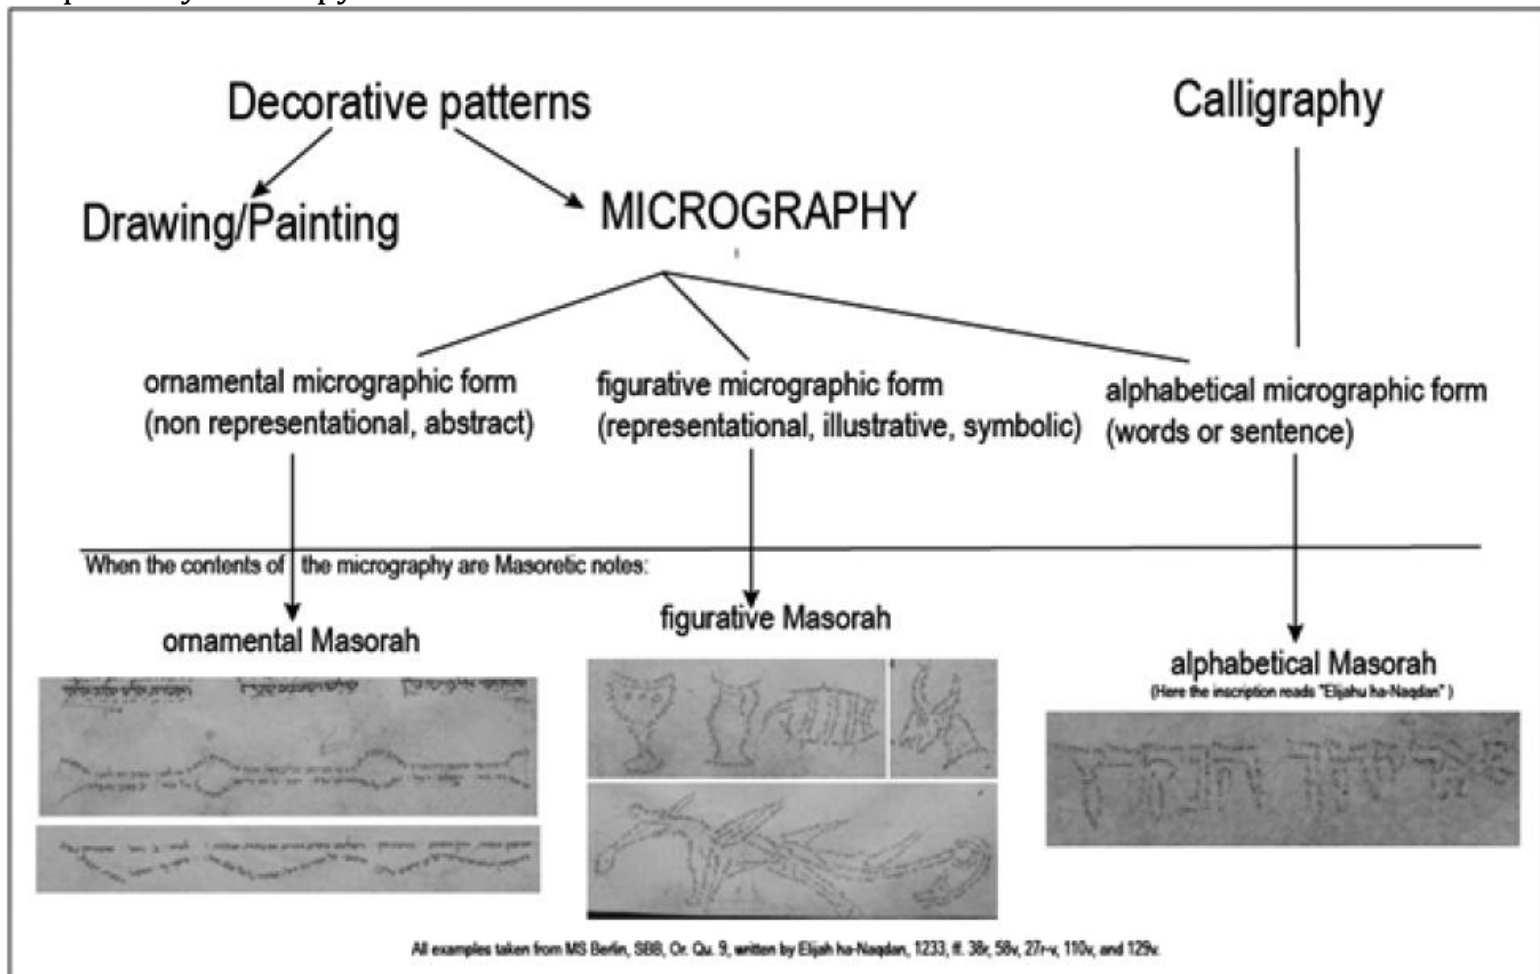 Decorative patterns
Calligraphy
Drawing/Painting
MICROGRAPHY
ornamental micrographic form
(non representational, abstract)
figurative micrographic form
(representational, illustrative, symbolic)
alphabetical micrographic form
(words or sentence)
When the contents of the micrography are Masoretic notes:
ornamental Masorah
figurative Masorah
alphabetical Masorah
(Here the inscription reads "Elijahu ha-Naqdan" )
All examples taken from MS Berlin, SBB, Or. Qu. 9, written by Elijah ha-Naqdan, 1233, ff. 38r, 58v, 27r-v, 110v, and 129v.